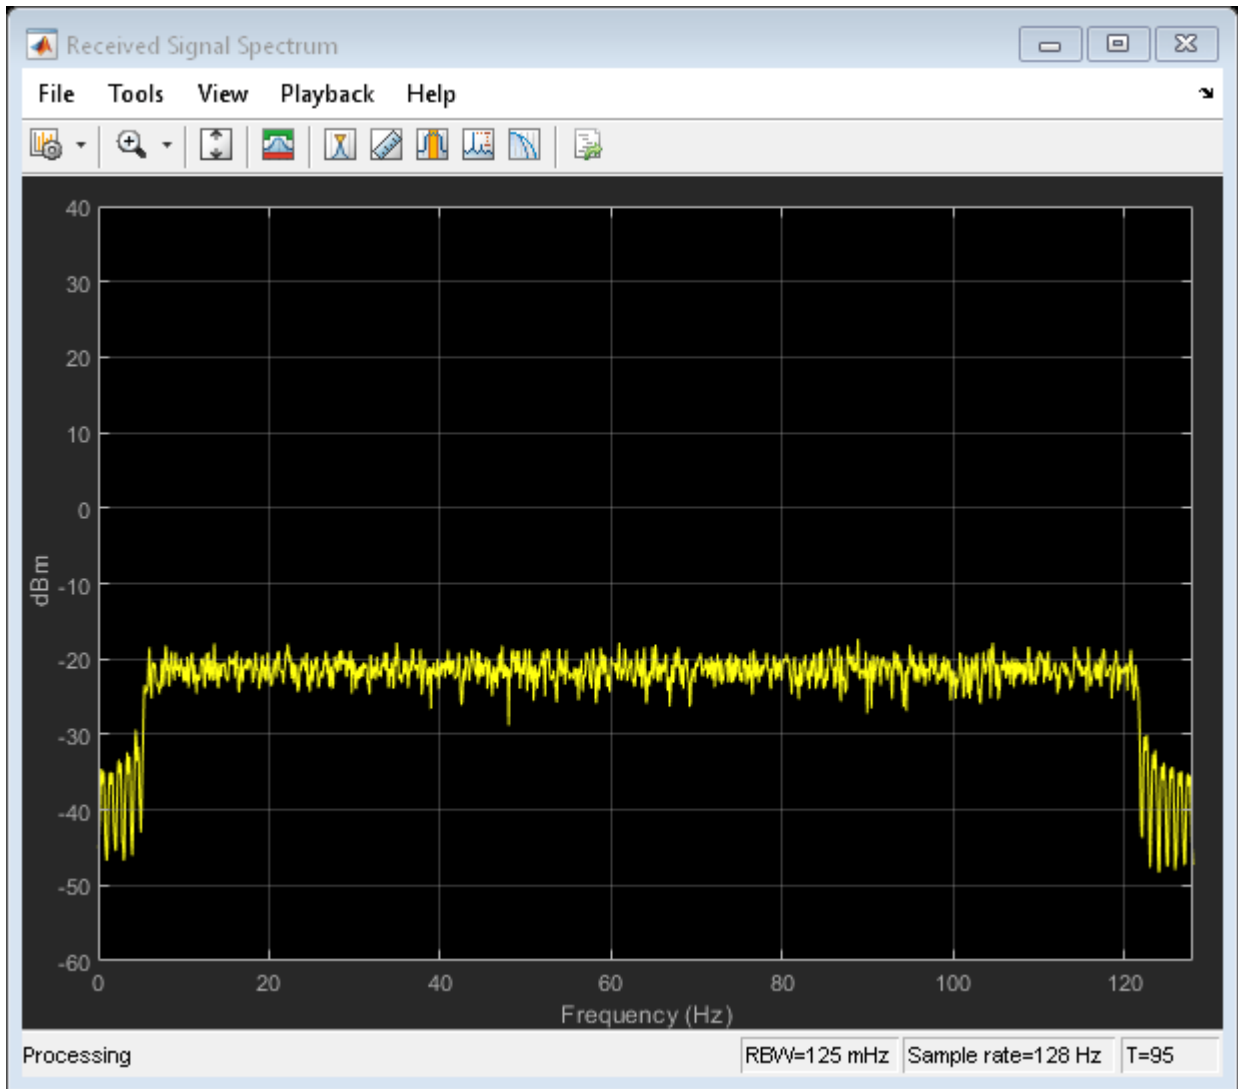 Received Signal Spectrum
File Tools View Playback Help
40
30
20
10
0
-10
-20
-30
-40
-50
-60
dBm
0 20 40 60 80 100 120
Frequency (Hz)
Processing RBW=125 mHz Sample rate=128 Hz T=95